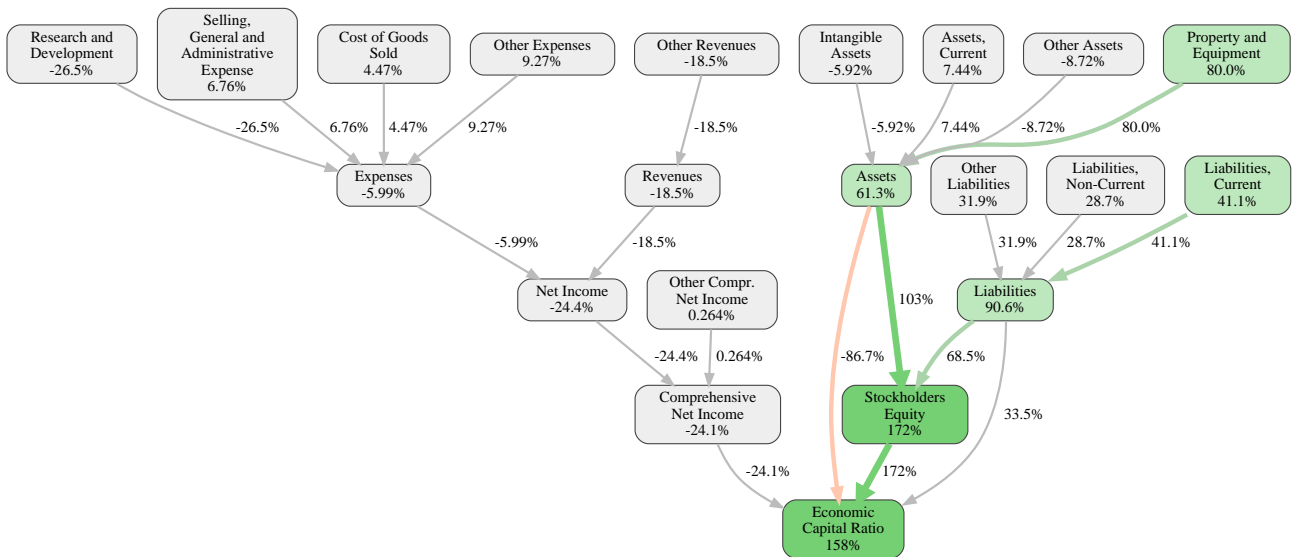 Research and
Development
-26.5%
Selling,
General and
Administrative
Expense
6.76%
Cost of Goods
Sold
4.47%
Other Expenses
9.27%
Other Revenues
-18.5%
Intangible
Assets
-5.92%
Assets,
Current
7.44%
Other Assets
-8.72%
Property and
Equipment
80.0%
-26.5%
6.76%
4.47%
9.27%
-18.5%
-5.92%
7.44%
-8.72%
80.0%
Expenses
-5.99%
Revenues
-18.5%
Assets
61.3%
Other
Liabilities
31.9%
Liabilities,
Non-Current
28.7%
Liabilities,
Current
41.1%
-5.99%
-18.5%
31.9%
28.7%
41.1%
Net Income
-24.4%
Other Compr.
Net Income
0.264%
103%
Liabilities
90.6%
-24.4%
0.264%
-86.7%
68.5%
Comprehensive
Net Income
-24.1%
Stockholders
Equity
172%
33.5%
-24.1%
172%
Economic
Capital Ratio
158%